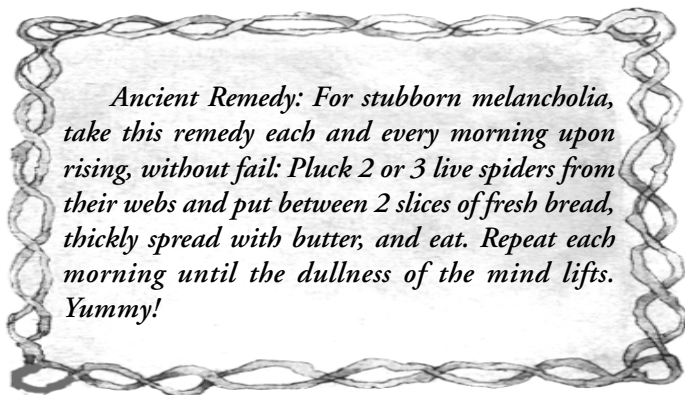 Ancient Remedy: For stubborn melancholia,
take this remedy each and every morning upon
rising, without fail: Pluck 2 or 3 live spiders from
their webs and put between 2 slices of fresh bread,
thickly spread with butter, and eat. Repeat each
morning until the dullness of the mind lifts.
Yummy!